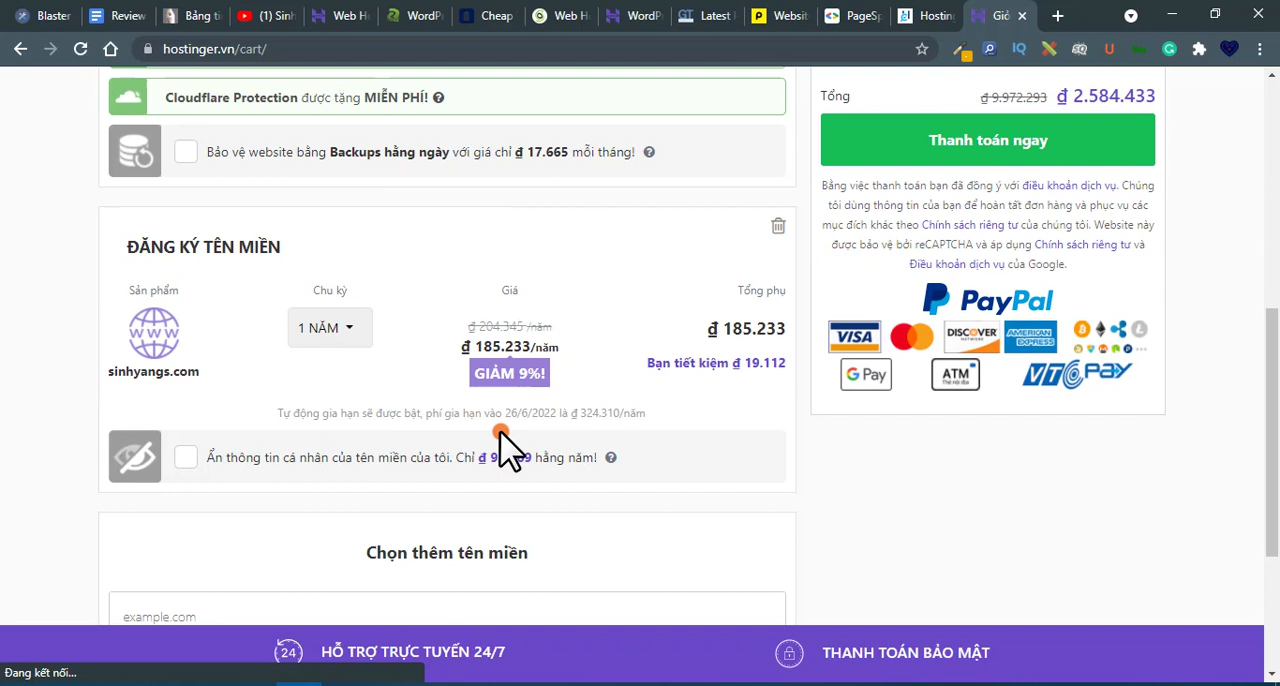 Blaster
Review
Bảng ti
(1) Sinh
Web H
WordP
Cheap
Web H
WordP
GT Latest
Websit
PageSp
Hosting
Giỏ
hostinger.vn/cart/
IQ
Cloudflare Protection được tặng MIỄN PHÍ!
Bảo vệ website bằng Backups hằng ngày với giá chỉ ₫ 17.665 mỗi tháng!
ĐĂNG KÝ TÊN MIỀN
Sản phẩm
Chu kỳ
Giá
Tổng phụ
1 NĂM
₫ 204.345 /năm
₫ 185.233/năm
₫ 185.233
GIẢM 9%!
Bạn tiết kiệm ₫ 19.112
WWW
sinhyangs.com
Tự động gia hạn sẽ được bật, phí gia hạn vào 26/6/2022 là ₫ 324.310/năm
Ẩn thông tin cá nhân của tên miền của tôi. Chỉ hằng năm!
Chọn thêm tên miền
example.com
Tổng
₫ 9.972.293
₫ 2.584.433
Thanh toán ngay
Bằng việc thanh toán bạn đã đồng ý với điều khoản dịch vụ. Chúng
tôi dùng thông tin của bạn để hoàn tất đơn hàng và phục vụ các
mục đích khác theo Chính sách riêng tư của chúng tôi. Website này
được bảo vệ bởi reCAPTCHA và áp dụng Chính sách riêng tư và
Điều khoản dịch vụ của Google.
PayPal
VISA
MasterCard
DISCOVER
NETWORK
AMERICAN
EXPRESS
G Pay
ATM
VTC Pay
24
HỖ TRỢ TRỰC TUYẾN 24/7
THANH TOÁN BẢO MẬT
Đang kết nối...